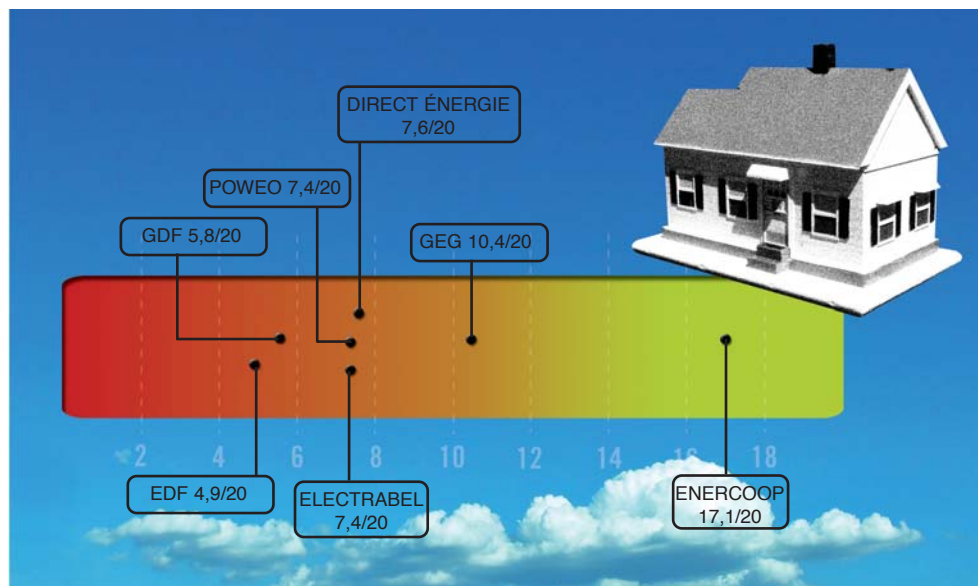 DIRECT ÉNERGIE
7,6/20
POWEO 7,4/20
GDF 5,8/20
GEG 10,4/20
2 4 6 8 10 12 14 16 18
EDF 4,9/20
ELECTRABEL
7,4/20
ENERCOOP
17,1/20